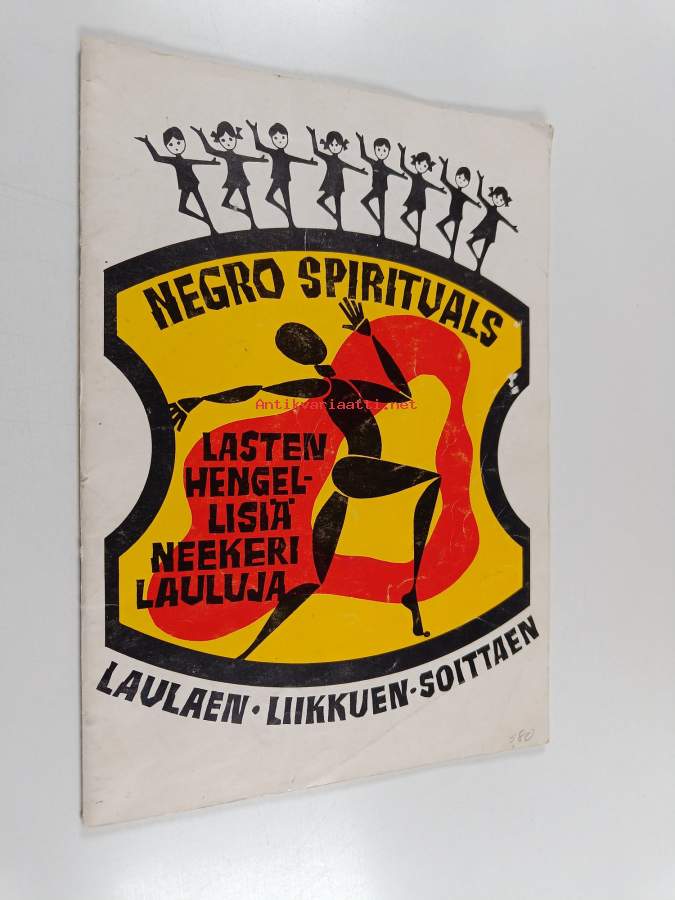 NEGRO SPIRITUALS
Antikvariaatti.net
LASTEN
HENGEL-
LISIÄ
NEEKERI
LAULUJA
LAULAEN · LIIKKUEN · SOITTAEN